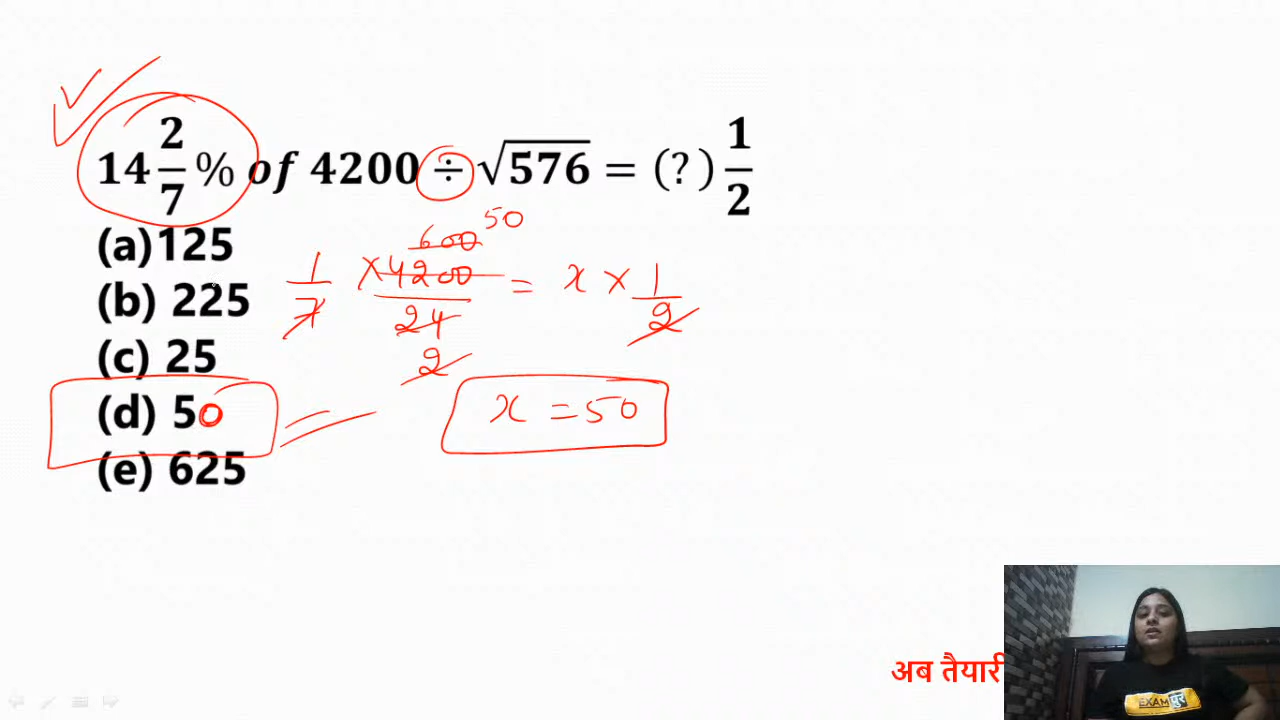 14 2/7 % of 4200 ÷ √576 = (?) 1/2
(a)125
(b) 225
(c) 25
(d) 50
(e) 625
1/7 × 4200/24 = x × 1/2
600 50
2
x = 50
अब तैयारी
EXAMपुर